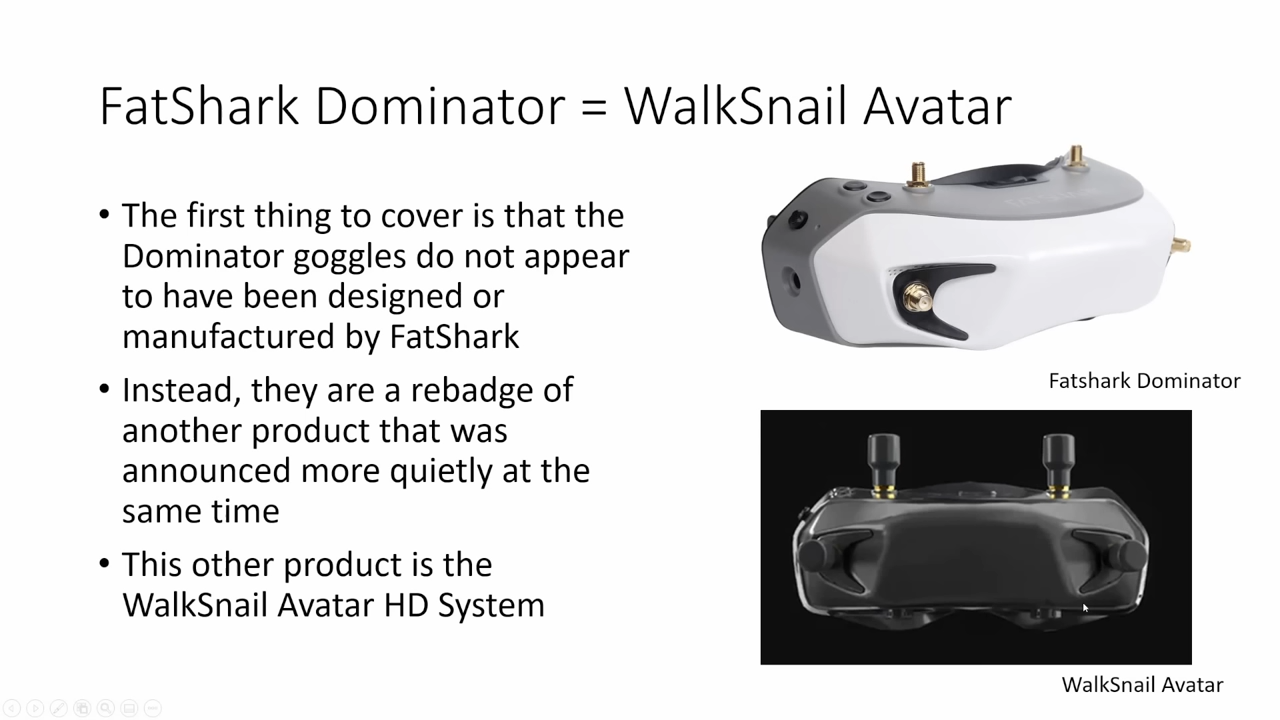 FatShark Dominator = WalkSnail Avatar
• The first thing to cover is that the
Dominator goggles do not appear
to have been designed or
manufactured by FatShark
• Instead, they are a rebadge of
another product that was
announced more quietly at the
same time
• This other product is the
WalkSnail Avatar HD System
Fatshark Dominator
WalkSnail Avatar